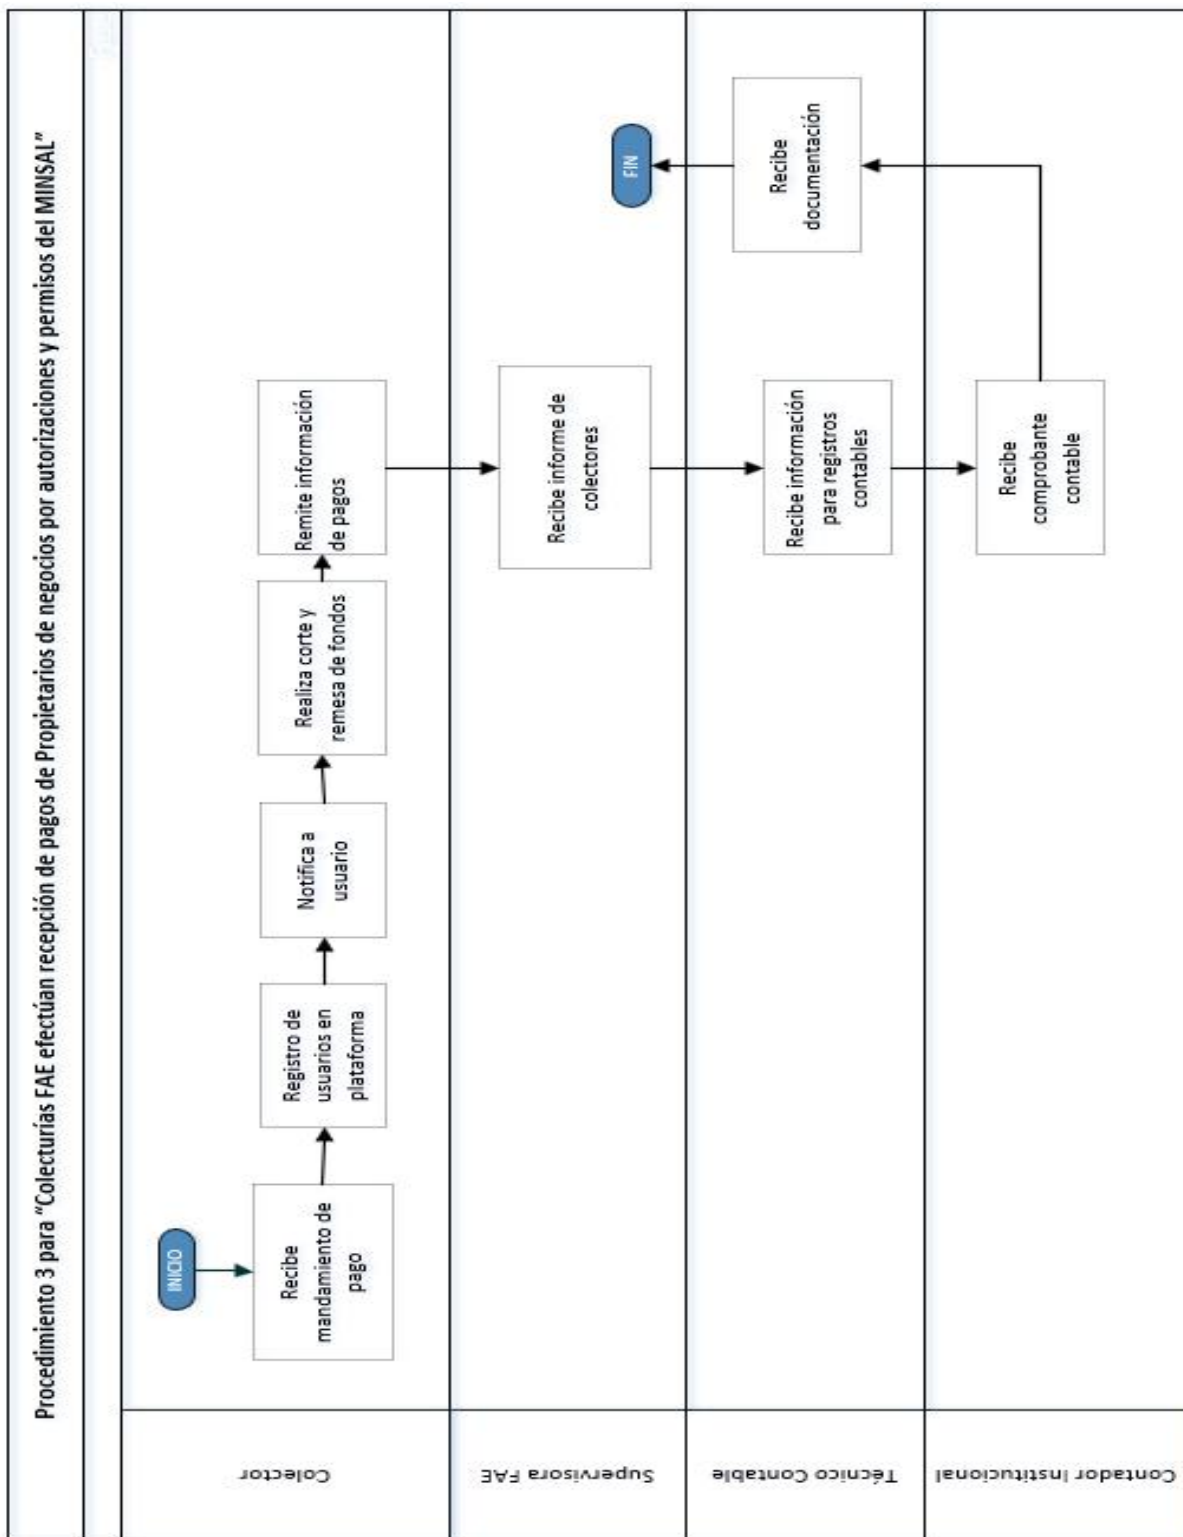 Procedimiento 3 para “Colecturías FAE efectúan recepción de pagos de Propietarios de negocios por autorizaciones y permisos del MINSAL”
Colector
INICIO
Recibe
mandamiento de
pago
Registro de
usuarios en
plataforma
Notifica a
usuario
Realiza corte y
remesa de fondos
Remite información
de pagos
Supervisora FAE
Recibe informe de
colectores
FIN
Técnico Contable
Recibe información
para registros
contables
Recibe
documentación
Contador Institucional
Recibe
comprobante
contable